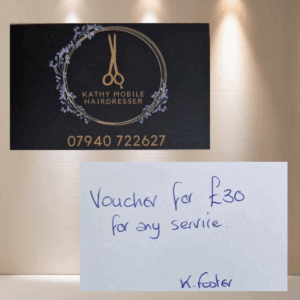 KATHY MOBILE
HAIRDRESSER
07940 722627
Voucher for £30
for any service.
K. Foster